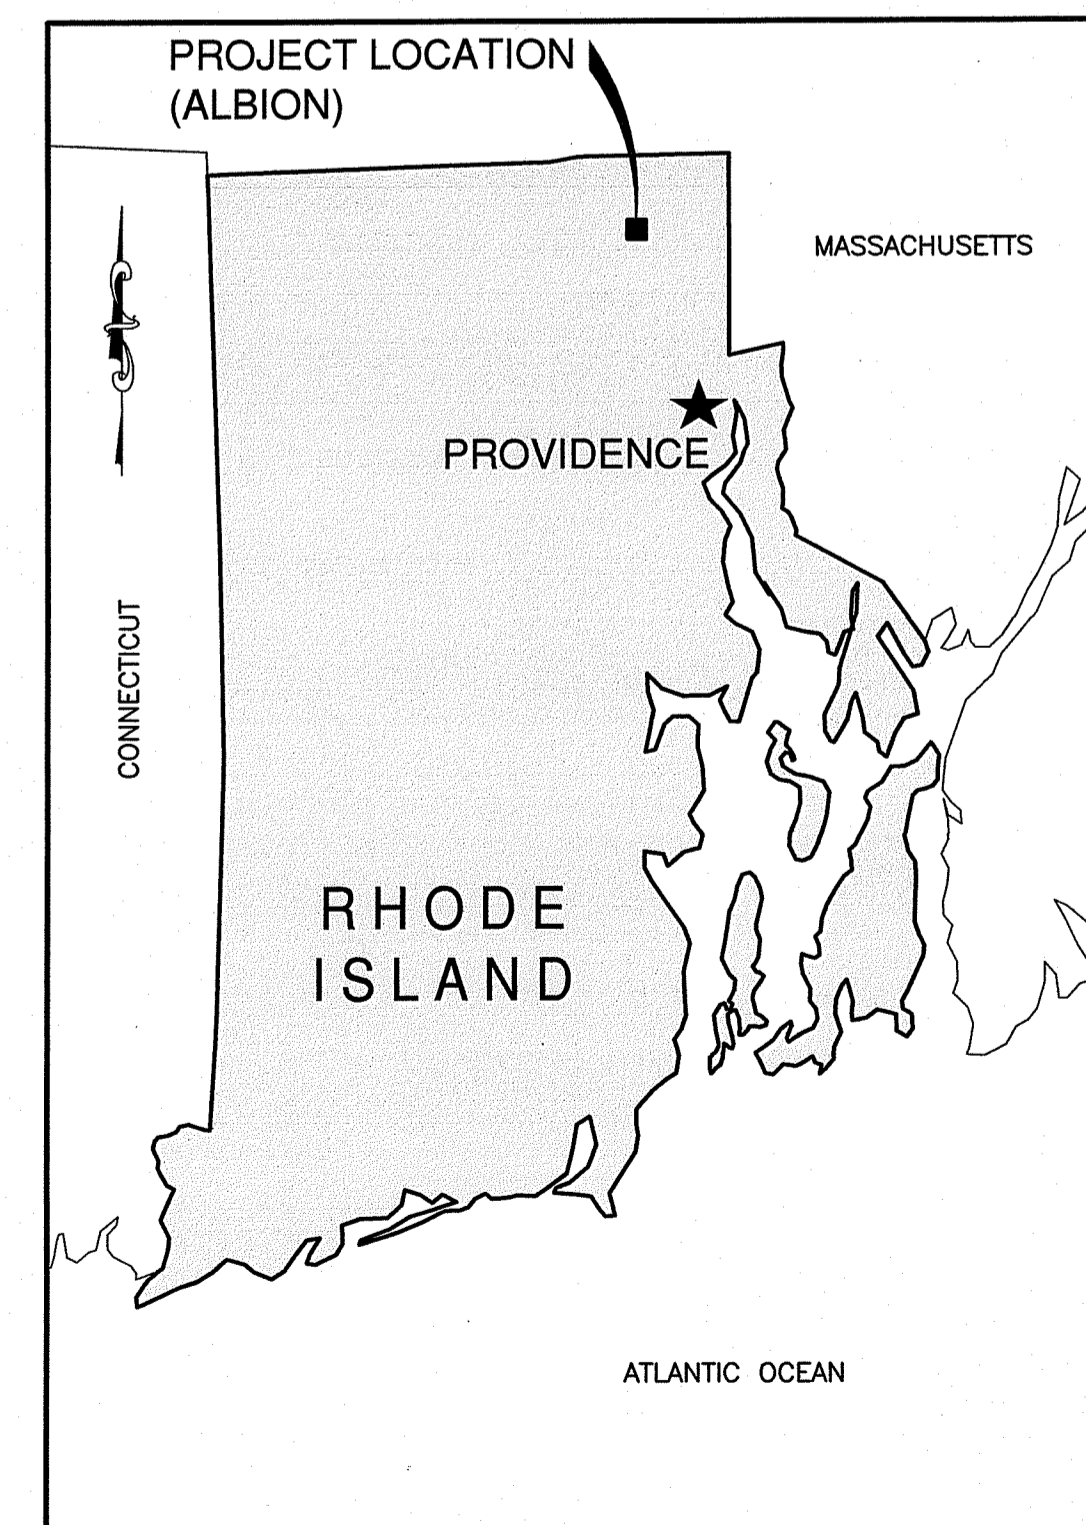 PROJECT LOCATION
(ALBION)
MASSACHUSETTS
PROVIDENCE
CONNECTICUT
RHODE
ISLAND
ATLANTIC OCEAN